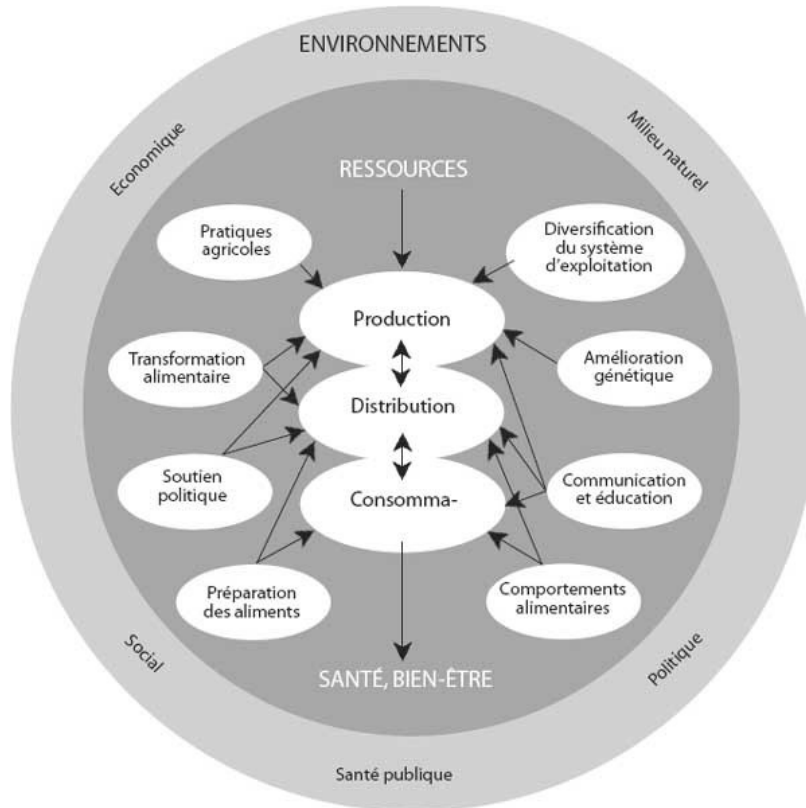 ENVIRONNEMENTS
Economique
Milieu naturel
RESSOURCES
Pratiques
agricoles
Diversification
du système
d'exploitation
Production
Transformation
alimentaire
Amélioration
génétique
Distribution
Soutien
politique
Communication
et éducation
Consomma-
Préparation
des aliments
Comportements
alimentaires
Social
Politique
SANTÉ, BIEN-ÊTRE
Santé publique